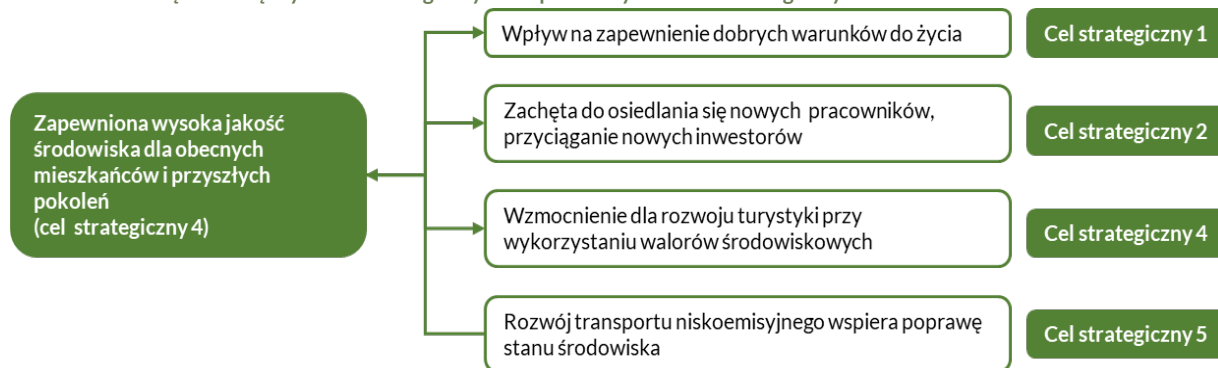 Wpływ na zapewnienie dobrych warunków do życia
Cel strategiczny 1
Zapewniona wysoka jakość
środowiska dla obecnych
mieszkańców i przyszłych
pokoleń
(cel strategiczny 4)
Zachęta do osiedlania się nowych pracowników,
przyciąganie nowych inwestorów
Cel strategiczny 2
Wzmocnienie dla rozwoju turystyki przy
wykorzystaniu walorów środowiskowych
Cel strategiczny 4
Rozwój transportu niskoemisyjnego wspiera poprawę
stanu środowiska
Cel strategiczny 5